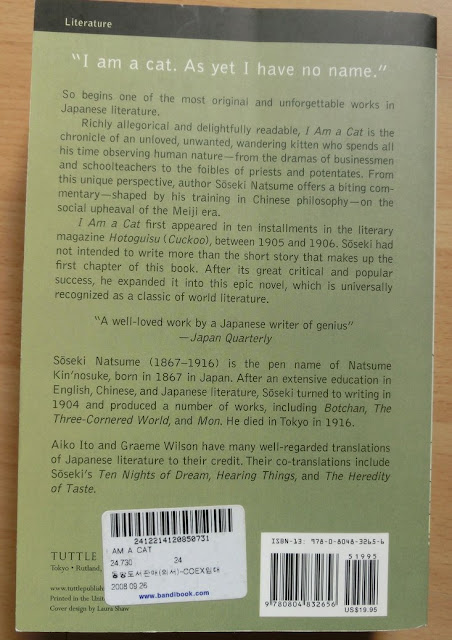 Literature
“I am a cat. As yet I have no name.”
So begins one of the most original and unforgettable works in
Japanese literature.
Richly allegorical and delightfully readable, I Am a Cat is the
chronicle of an unloved, unwanted, wandering kitten who spends all
his time observing human nature—from the dramas of businessmen
and schoolteachers to the foibles of priests and potentates. From
this unique perspective, author Sōseki Natsume offers a biting com-
mentary—shaped by his training in Chinese philosophy—on the
social upheaval of the Meiji era.
I Am a Cat first appeared in ten installments in the literary
magazine Hotoguisu (Cuckoo), between 1905 and 1906. Sōseki had
not intended to write more than the short story that makes up the
first chapter of this book. After its great critical and popular
success, he expanded it into this epic novel, which is universally
recognized as a classic of world literature.
“A well-loved work by a Japanese writer of genius”
—Japan Quarterly
Sōseki Natsume (1867–1916) is the pen name of Natsume
Kin’nosuke, born in 1867 in Japan. After an extensive education in
English, Chinese, and Japanese literature, Sōseki turned to writing in
1904 and produced a number of works, including Botchan, The
Three-Cornered World, and Mon. He died in Tokyo in 1916.
Aiko Ito and Graeme Wilson have many well-regarded translations
of Japanese literature to their credit. Their co-translations include
Sōseki’s Ten Nights of Dream, Hearing Things, and The Heredity
of Taste.
2412214120850731
AM A CAT
24,730 24
2008.09.26
www.bandibook.com
TUTTLE
Tokyo • Rutland,
www.tuttlepublis
Printed in the Unite
Cover design by Laura Shaw
ISBN-13: 978-0-8048-3265-6
51995
9 780804 832656
US$19.95